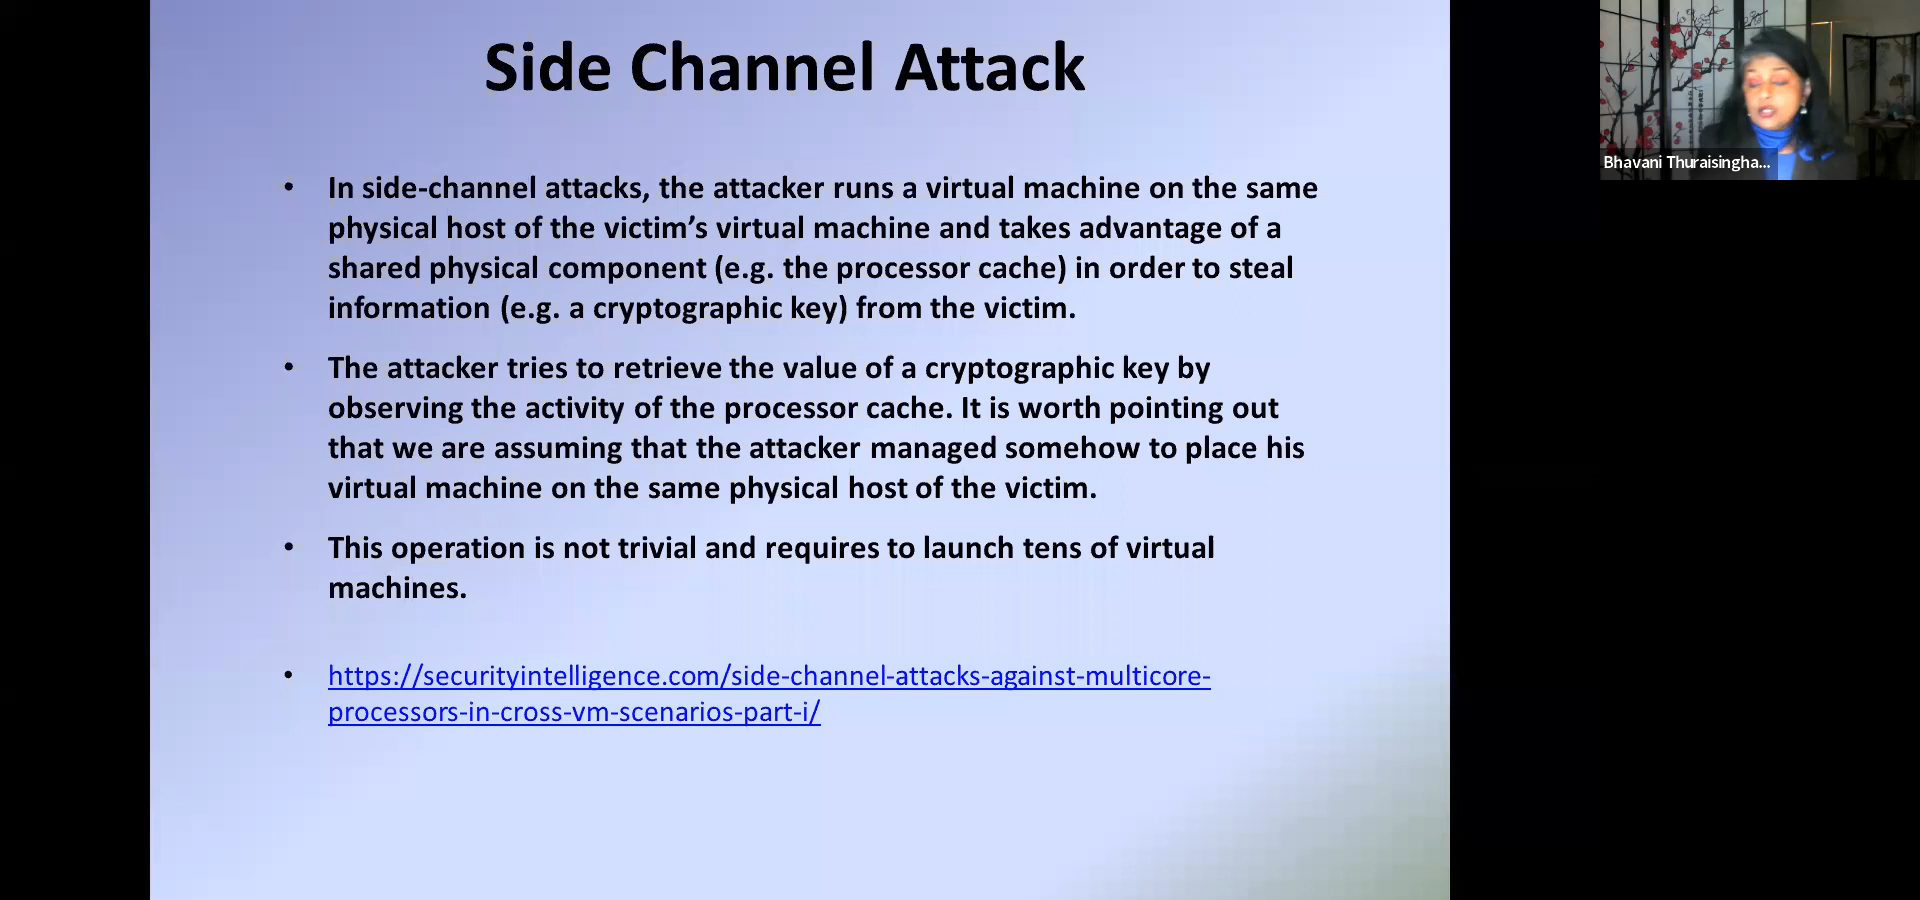 Side Channel Attack
• In side-channel attacks, the attacker runs a virtual machine on the same
physical host of the victim’s virtual machine and takes advantage of a
shared physical component (e.g. the processor cache) in order to steal
information (e.g. a cryptographic key) from the victim.
• The attacker tries to retrieve the value of a cryptographic key by
observing the activity of the processor cache. It is worth pointing out
that we are assuming that the attacker managed somehow to place his
virtual machine on the same physical host of the victim.
• This operation is not trivial and requires to launch tens of virtual
machines.
• https://securityintelligence.com/side-channel-attacks-against-multicore-
processors-in-cross-vm-scenarios-part-i/
Bhavani Thuraisingha...